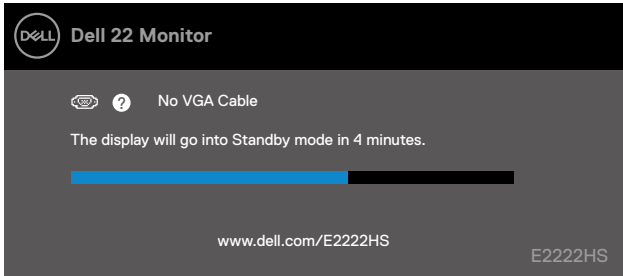 DELL Dell 22 Monitor
? No VGA Cable
The display will go into Standby mode in 4 minutes.
www.dell.com/E2222HS
E2222HS